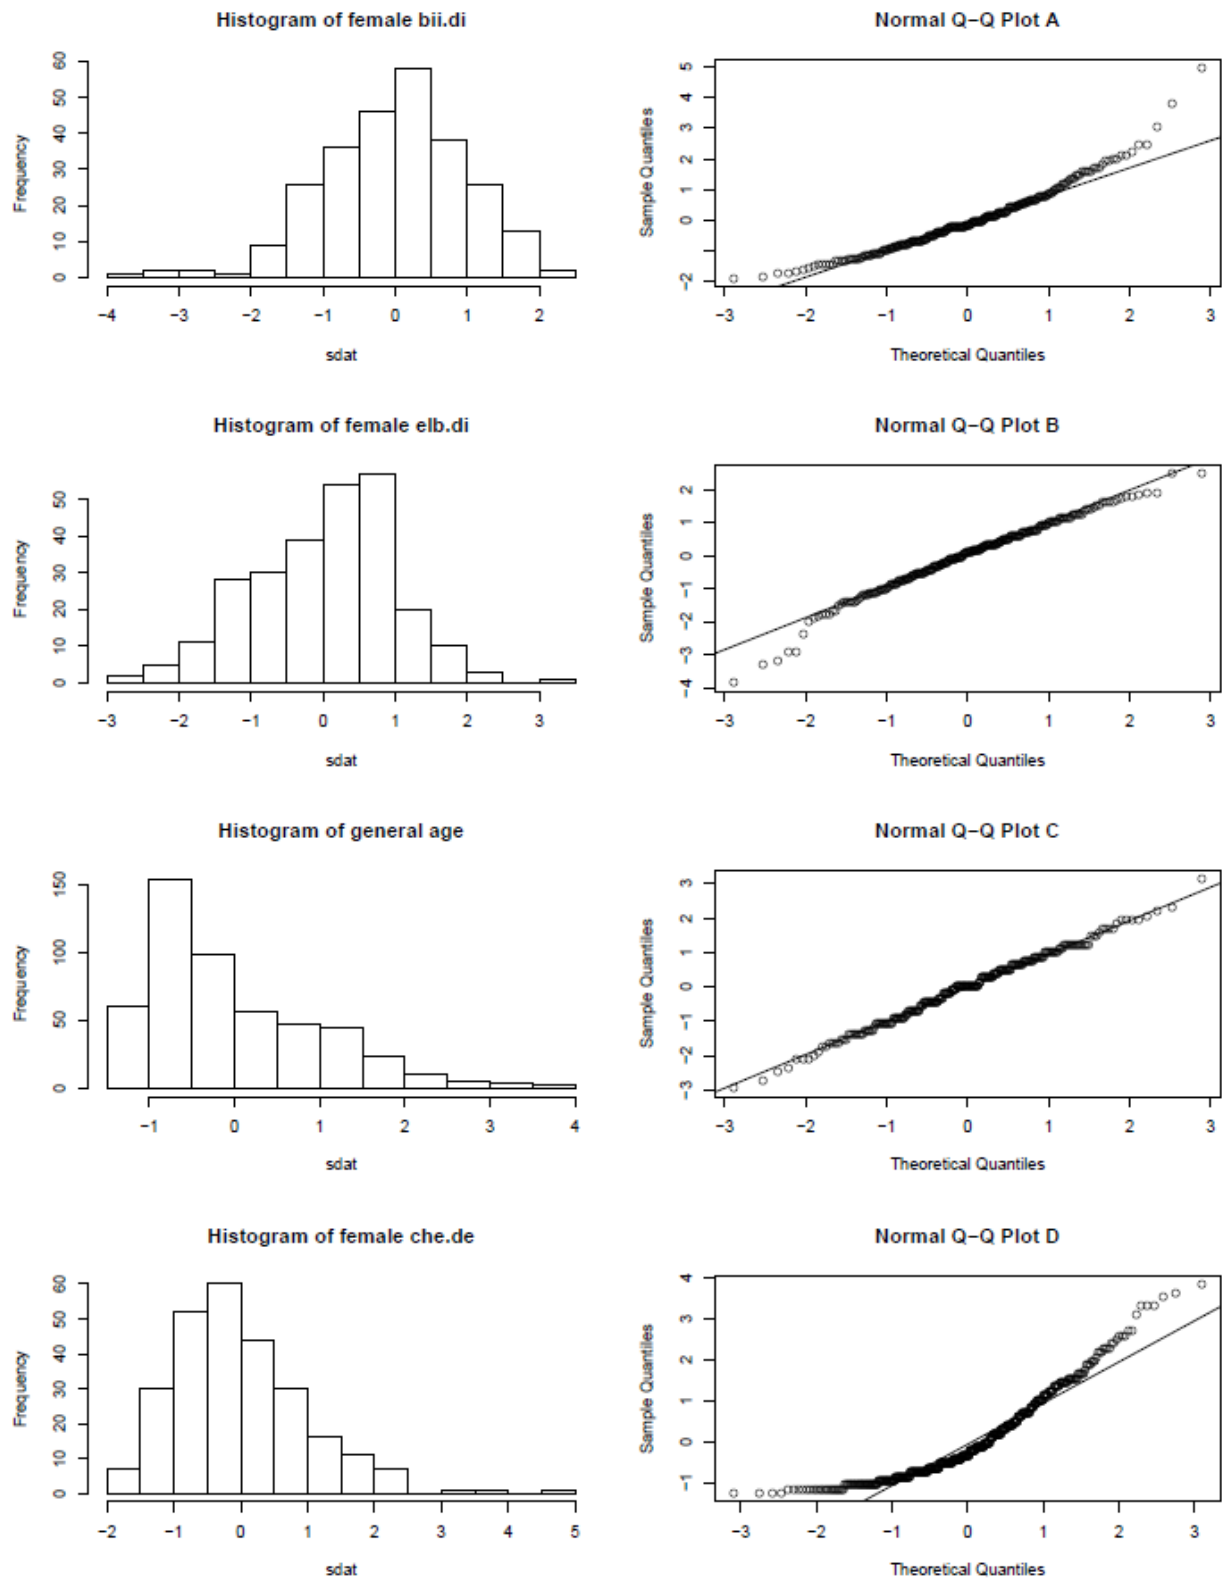 Histogram of female bii.di
Frequency
60
50
40
30
20
10
0
−4 −3 −2 −1 0 1 2
sdat
Normal Q−Q Plot A
Sample Quantiles
5
4
3
2
1
0
−2
−3 −2 −1 0 1 2 3
Theoretical Quantiles
Histogram of female elb.di
Frequency
50
40
30
20
10
0
−3 −2 −1 0 1 2 3
sdat
Normal Q−Q Plot B
Sample Quantiles
2
1
0
−1
−2
−3
−4
−3 −2 −1 0 1 2 3
Theoretical Quantiles
Histogram of general age
Frequency
150
100
50
0
−1 0 1 2 3 4
sdat
Normal Q−Q Plot C
Sample Quantiles
3
2
1
0
−1
−2
−3
−3 −2 −1 0 1 2 3
Theoretical Quantiles
Histogram of female che.de
Frequency
60
50
40
30
20
10
0
−2 −1 0 1 2 3 4 5
sdat
Normal Q−Q Plot D
Sample Quantiles
4
3
2
1
0
−1
−3 −2 −1 0 1 2 3
Theoretical Quantiles